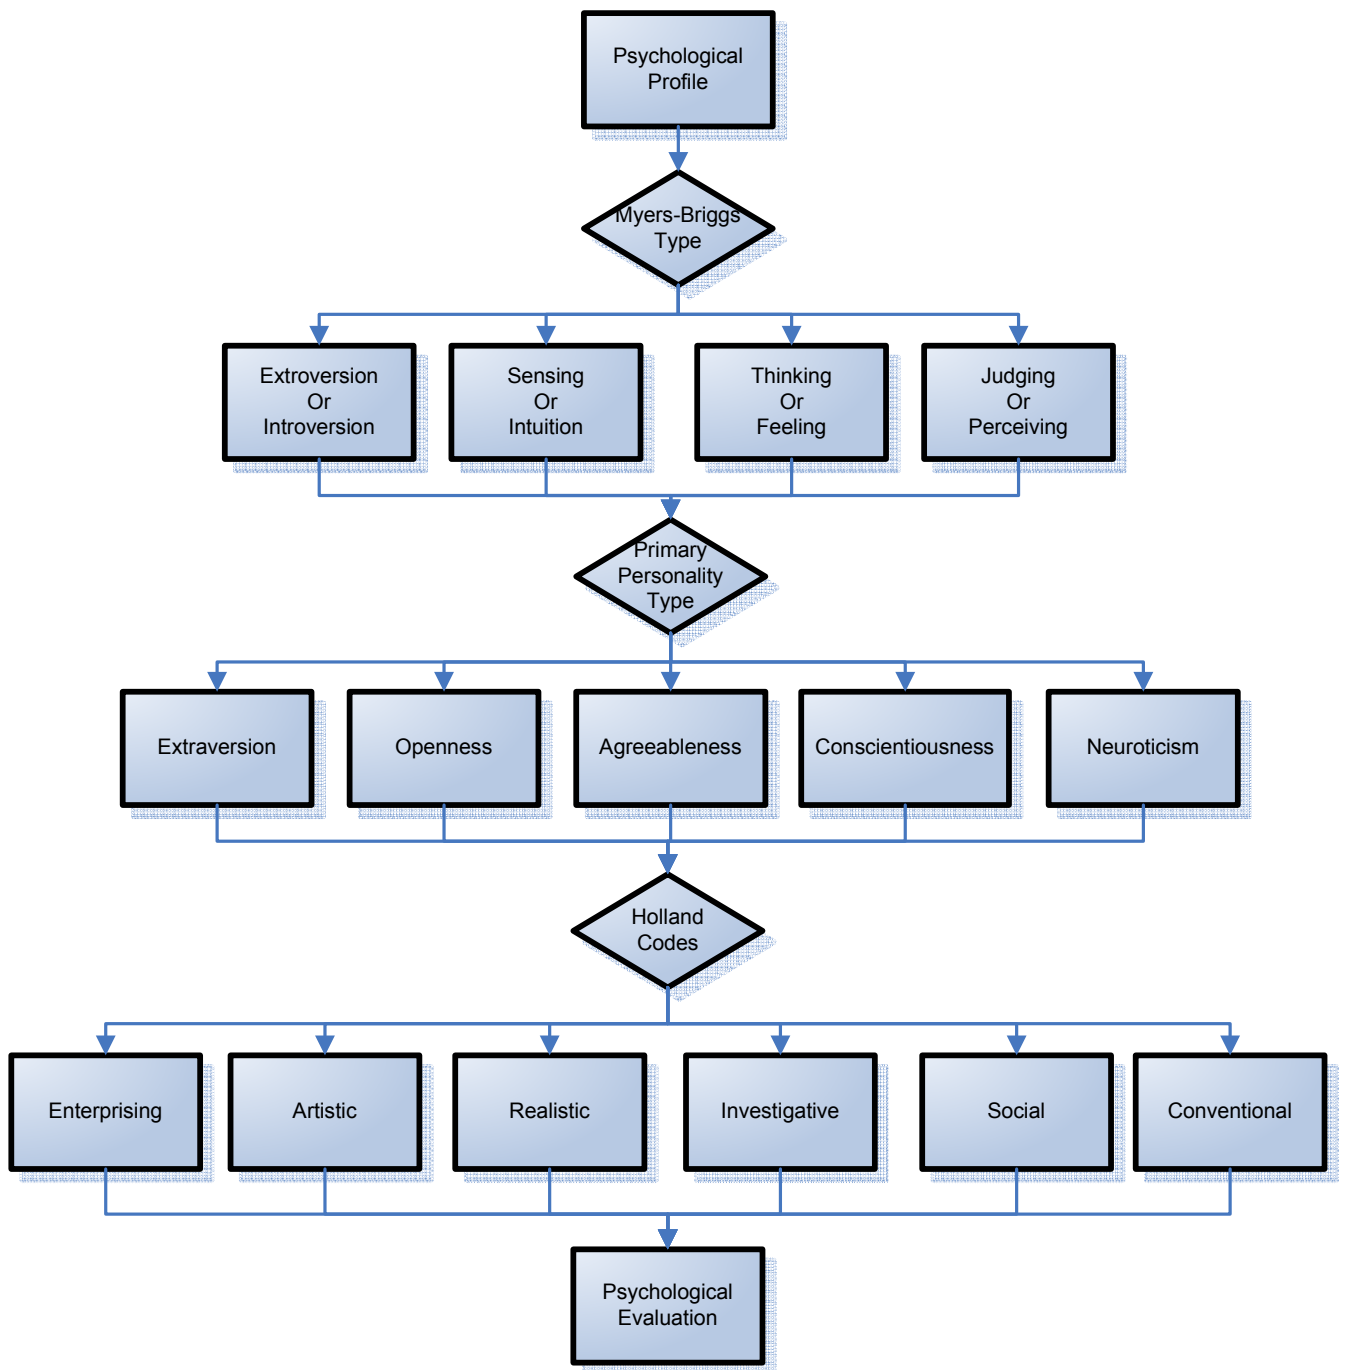 Psychological
Profile
Myers-Briggs
Type
Extroversion
Or
Introversion
Sensing
Or
Intuition
Thinking
Or
Feeling
Judging
Or
Perceiving
Primary
Personality
Type
Extraversion
Openness
Agreeableness
Conscientiousness
Neuroticism
Holland
Codes
Enterprising
Artistic
Realistic
Investigative
Social
Conventional
Psychological
Evaluation